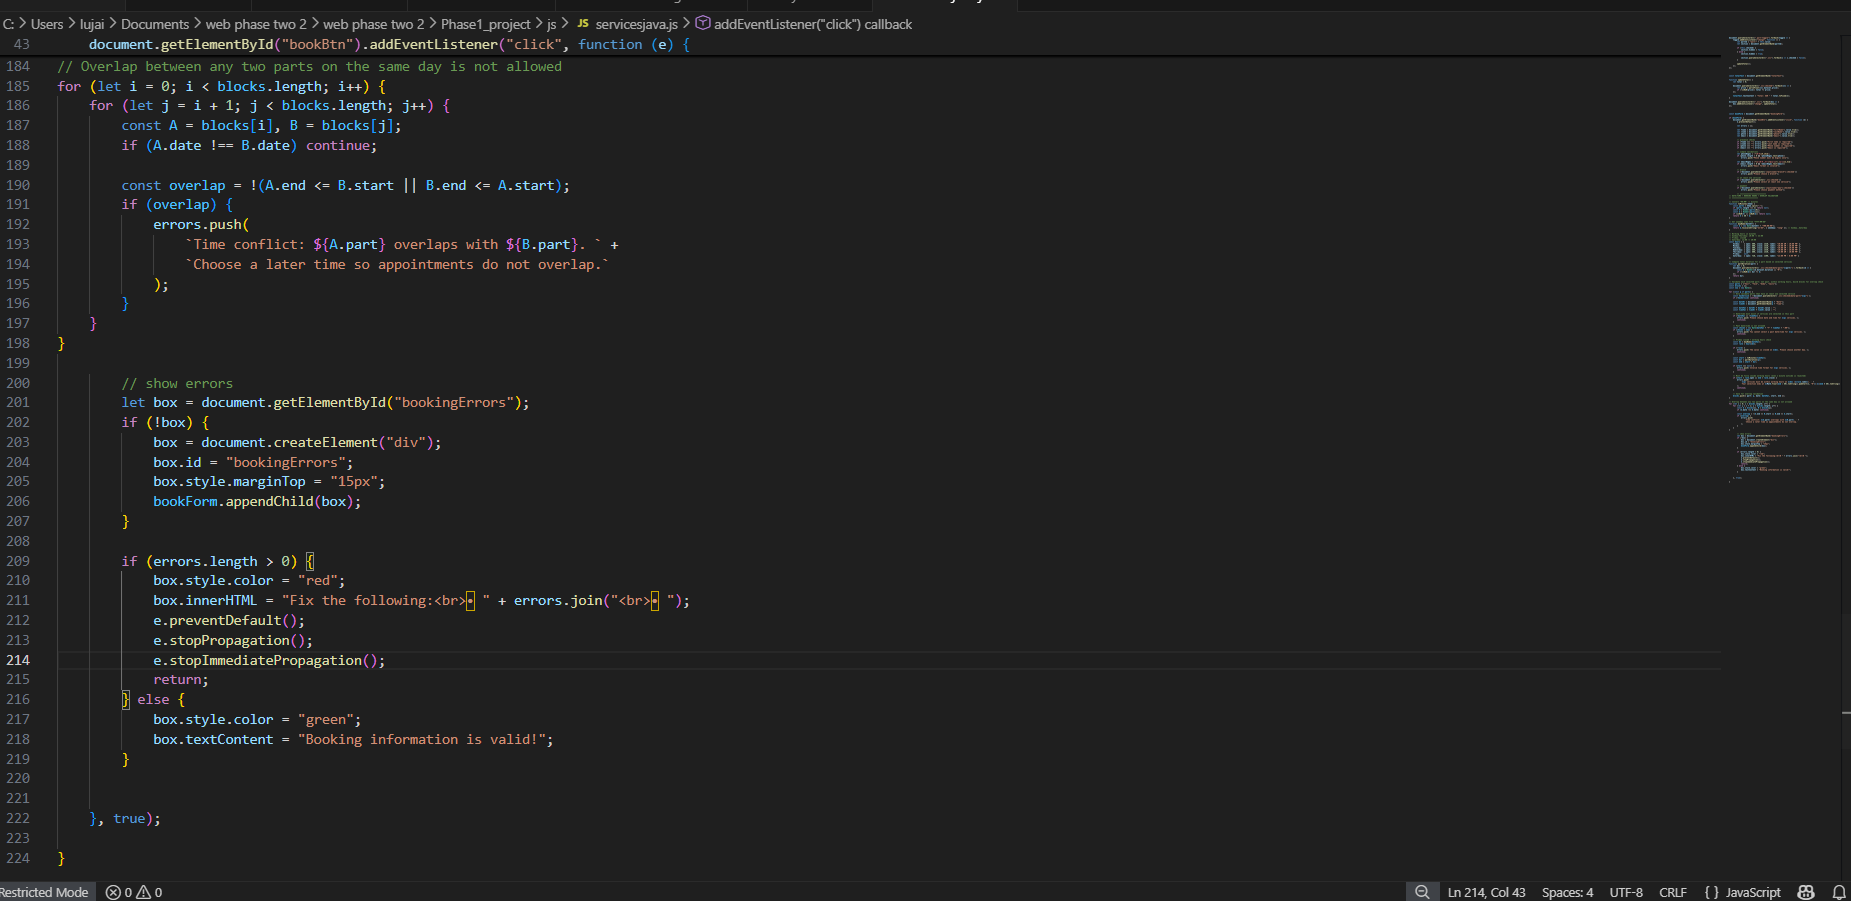 C: > Users > lujai > Documents > web phase two 2 > web phase two 2 > Phase1_project > js > JS servicesjava.js > addEventListener("click") callback
43 document.getElementById("bookBtn").addEventListener("click", function (e) {
184 // Overlap between any two parts on the same day is not allowed
185 for (let i = 0; i < blocks.length; i++) {
186 for (let j = i + 1; j < blocks.length; j++) {
187 const A = blocks[i], B = blocks[j];
188 if (A.date !== B.date) continue;
189
190 const overlap = !(A.end <= B.start || B.end <= A.start);
191 if (overlap) {
192 errors.push(
193 `Time conflict: ${A.part} overlaps with ${B.part}. ` +
194 `Choose a later time so appointments do not overlap.`
195 );
196 }
197 }
198 }
199
200 // show errors
201 let box = document.getElementById("bookingErrors");
202 if (!box) {
203 box = document.createElement("div");
204 box.id = "bookingErrors";
205 box.style.marginTop = "15px";
206 bookForm.appendChild(box);
207 }
208
209 if (errors.length > 0) {
210 box.style.color = "red";
211 box.innerHTML = "Fix the following:<br>• " + errors.join("<br>• ");
212 e.preventDefault();
213 e.stopPropagation();
214 e.stopImmediatePropagation();
215 return;
216 } else {
217 box.style.color = "green";
218 box.textContent = "Booking information is valid!";
219 }
220
221
222 }, true);
223
224 }
Restricted Mode 0 0 Ln 214, Col 43 Spaces: 4 UTF-8 CRLF { } JavaScript